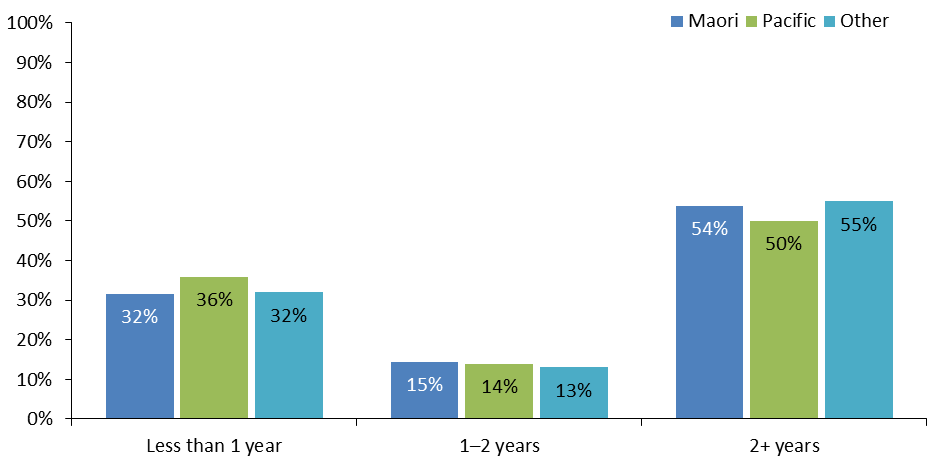 100%
90%
80%
70%
60%
50%
40%
30%
20%
10%
0%
Maori Pacific Other
32% 36% 32%
15% 14% 13%
54% 50% 55%
Less than 1 year 1–2 years 2+ years